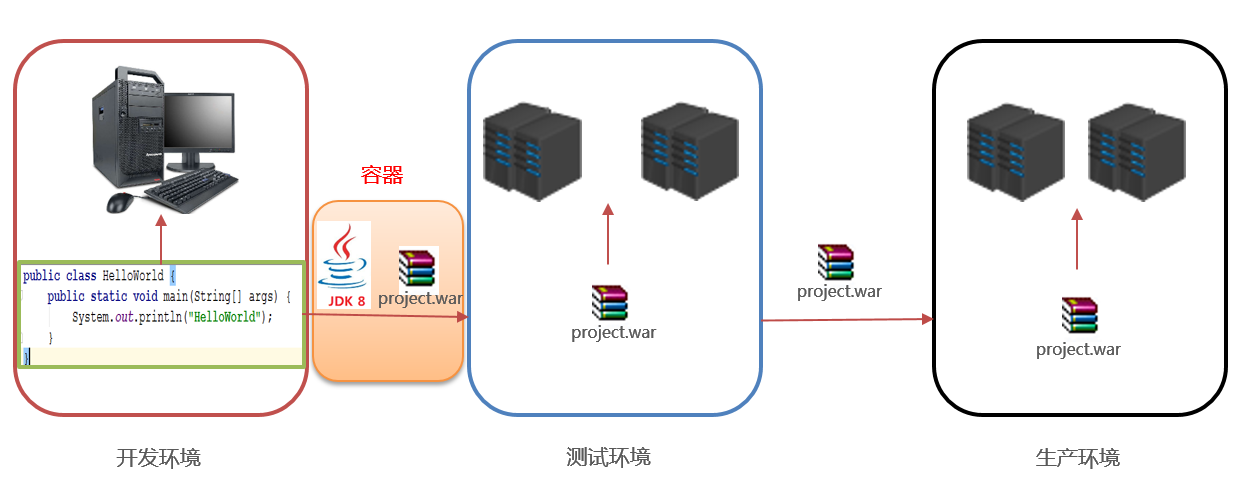 容器
public class HelloWorld {
public static void main(String[] args) {
System.out.println("HelloWorld");
}
}
JDK 8
project.war
project.war
project.war
project.war
开发环境
测试环境
生产环境